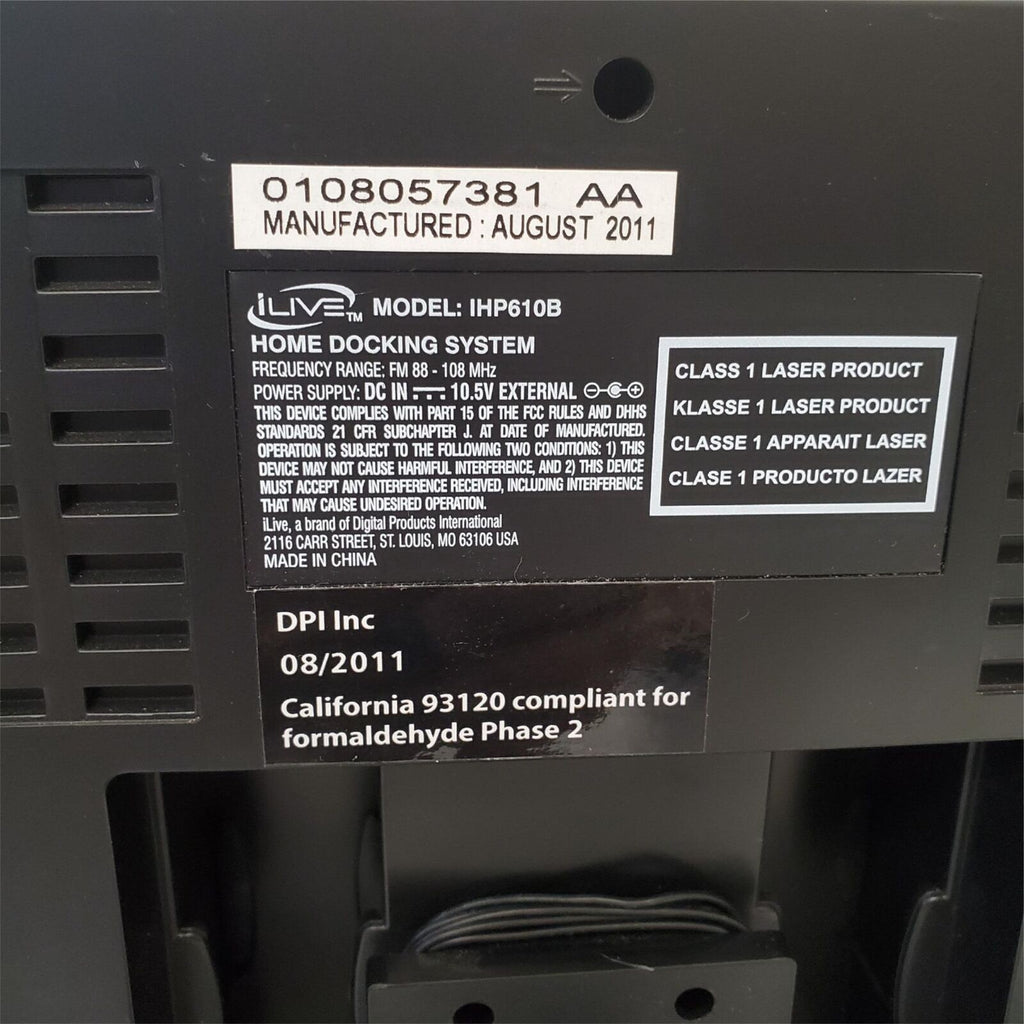 0108057381 AA
MANUFACTURED : AUGUST 2011
iLIVE TM MODEL: IHP610B
HOME DOCKING SYSTEM
FREQUENCY RANGE: FM 88 - 108 MHz
POWER SUPPLY: DC IN 10.5V EXTERNAL
THIS DEVICE COMPLIES WITH PART 15 OF THE FCC RULES AND DHHS
STANDARDS 21 CFR SUBCHAPTER J. AT DATE OF MANUFACTURED.
OPERATION IS SUBJECT TO THE FOLLOWING TWO CONDITIONS: 1) THIS
DEVICE MAY NOT CAUSE HARMFUL INTERFERENCE, AND 2) THIS DEVICE
MUST ACCEPT ANY INTERFERENCE RECEIVED, INCLUDING INTERFERENCE
THAT MAY CAUSE UNDESIRED OPERATION.
iLive, a brand of Digital Products International
2116 CARR STREET, ST. LOUIS, MO 63106 USA
MADE IN CHINA
CLASS 1 LASER PRODUCT
KLASSE 1 LASER PRODUCT
CLASSE 1 APPARAIT LASER
CLASE 1 PRODUCTO LAZER
DPI Inc
08/2011
California 93120 compliant for
formaldehyde Phase 2